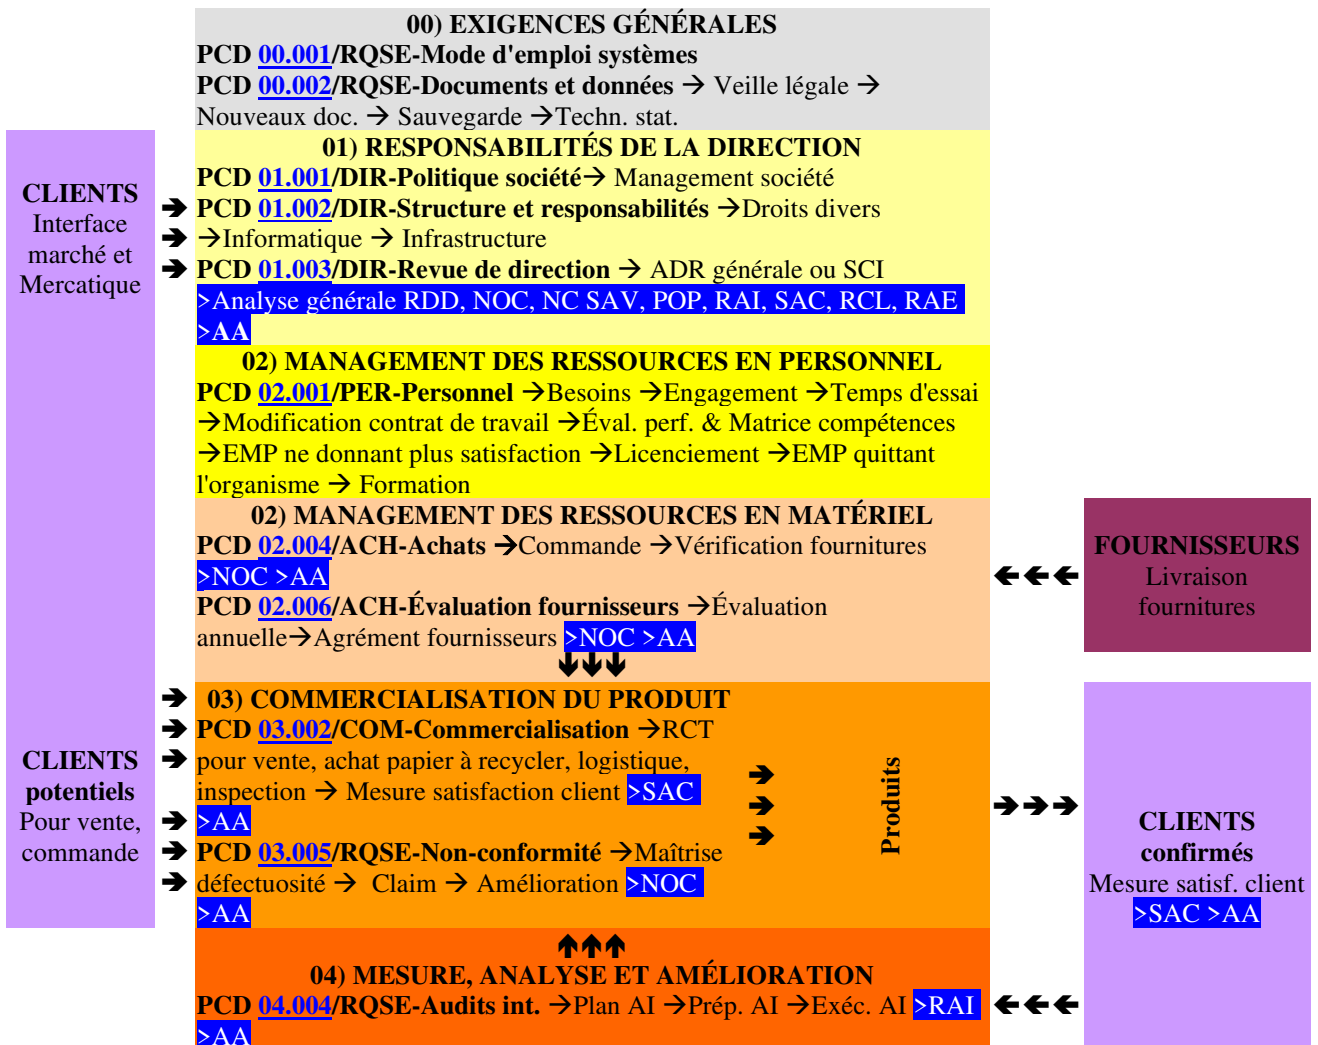 00) EXIGENCES GÉNÉRALES
PCD 00.001/RQSE-Mode d'emploi systèmes
PCD 00.002/RQSE-Documents et données → Veille légale →
Nouveaux doc. → Sauvegarde →Techn. stat.
CLIENTS
Interface
marché et
Mercatique
01) RESPONSABILITÉS DE LA DIRECTION
PCD 01.001/DIR-Politique société→ Management société
PCD 01.002/DIR-Structure et responsabilités →Droits divers
→Informatique → Infrastructure
PCD 01.003/DIR-Revue de direction → ADR générale ou SCI
>Analyse générale RDD, NOC, NC SAV, POP, RAI, SAC, RCL, RAE
>AA
02) MANAGEMENT DES RESSOURCES EN PERSONNEL
PCD 02.001/PER-Personnel →Besoins →Engagement →Temps d'essai
→Modification contrat de travail →Éval. perf. & Matrice compétences
→EMP ne donnant plus satisfaction →Licenciement →EMP quittant
l'organisme → Formation
02) MANAGEMENT DES RESSOURCES EN MATÉRIEL
PCD 02.004/ACH-Achats →Commande →Vérification fournitures
>NOC >AA
PCD 02.006/ACH-Évaluation fournisseurs →Évaluation
annuelle→Agrément fournisseurs >NOC >AA
FOURNISSEURS
Livraison
fournitures
CLIENTS
potentiels
Pour vente,
commande
03) COMMERCIALISATION DU PRODUIT
PCD 03.002/COM-Commercialisation →RCT
pour vente, achat papier à recycler, logistique,
inspection → Mesure satisfaction client >SAC
>AA
PCD 03.005/RQSE-Non-conformité →Maîtrise
défectuosité → Claim → Amélioration >NOC
>AA
Produits
CLIENTS
confirmés
Mesure satisf. client
>SAC >AA
04) MESURE, ANALYSE ET AMÉLIORATION
PCD 04.004/RQSE-Audits int. →Plan AI →Prép. AI →Exéc. AI >RAI
>AA